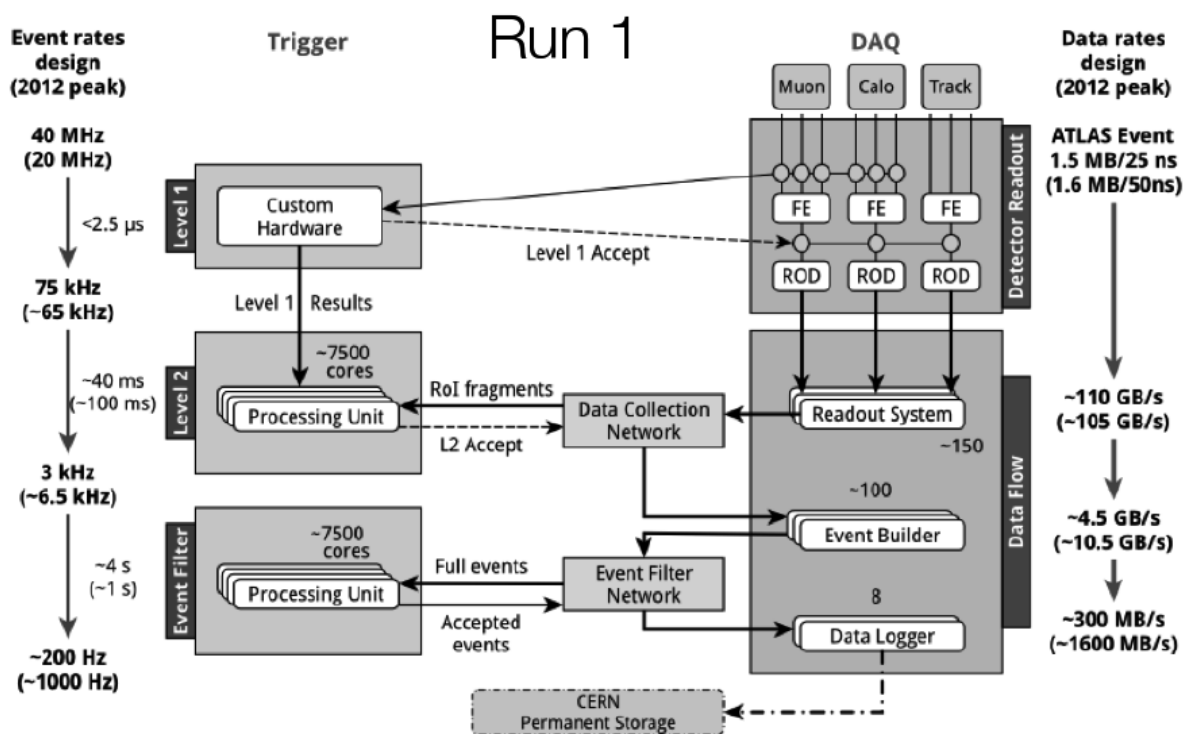 Run 1
Event rates
design
(2012 peak)
40 MHz
(20 MHz)
<2.5 μs
75 kHz
(~65 kHz)
~40 ms
(~100 ms)
3 kHz
(~6.5 kHz)
~4 s
(~1 s)
~200 Hz
(~1000 Hz)
Trigger
Level 1
Custom
Hardware
Level 1 Accept
Level 1 Results
Level 2
~7500
cores
Processing Unit
RoI fragments
L2 Accept
Data Collection
Network
Event Filter
~7500
cores
Processing Unit
Full events
Accepted
events
Event Filter
Network
DAQ
Muon Calo Track
FE FE FE
ROD ROD ROD
Detector Readout
Readout System
~150
~100
Event Builder
8
Data Logger
Data Flow
CERN
Permanent Storage
Data rates
design
(2012 peak)
ATLAS Event
1.5 MB/25 ns
(1.6 MB/50ns)
~110 GB/s
(~105 GB/s)
~4.5 GB/s
(~10.5 GB/s)
~300 MB/s
(~1600 MB/s)